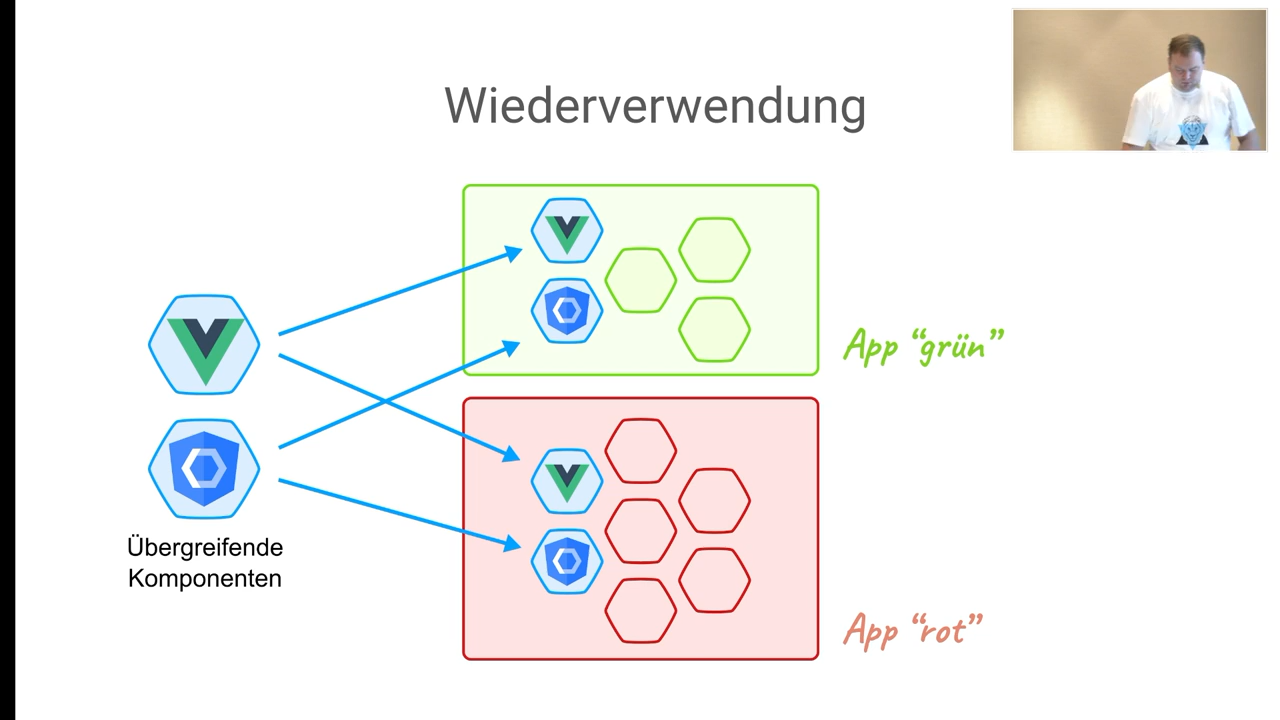 Wiederverwendung
App “grün”
Übergreifende
Komponenten
App “rot”